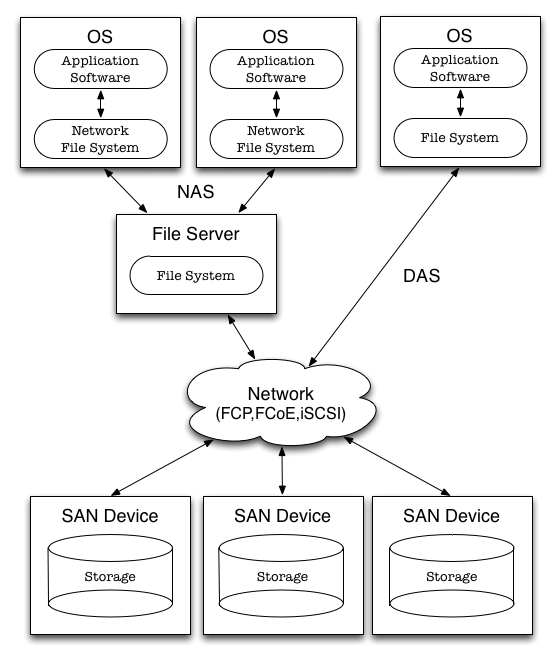 OS
Application
Software
Network
File System
OS
Application
Software
Network
File System
OS
Application
Software
File System
NAS
File Server
File System
DAS
Network
(FCP,FCoE,iSCSI)
SAN Device
Storage
SAN Device
Storage
SAN Device
Storage